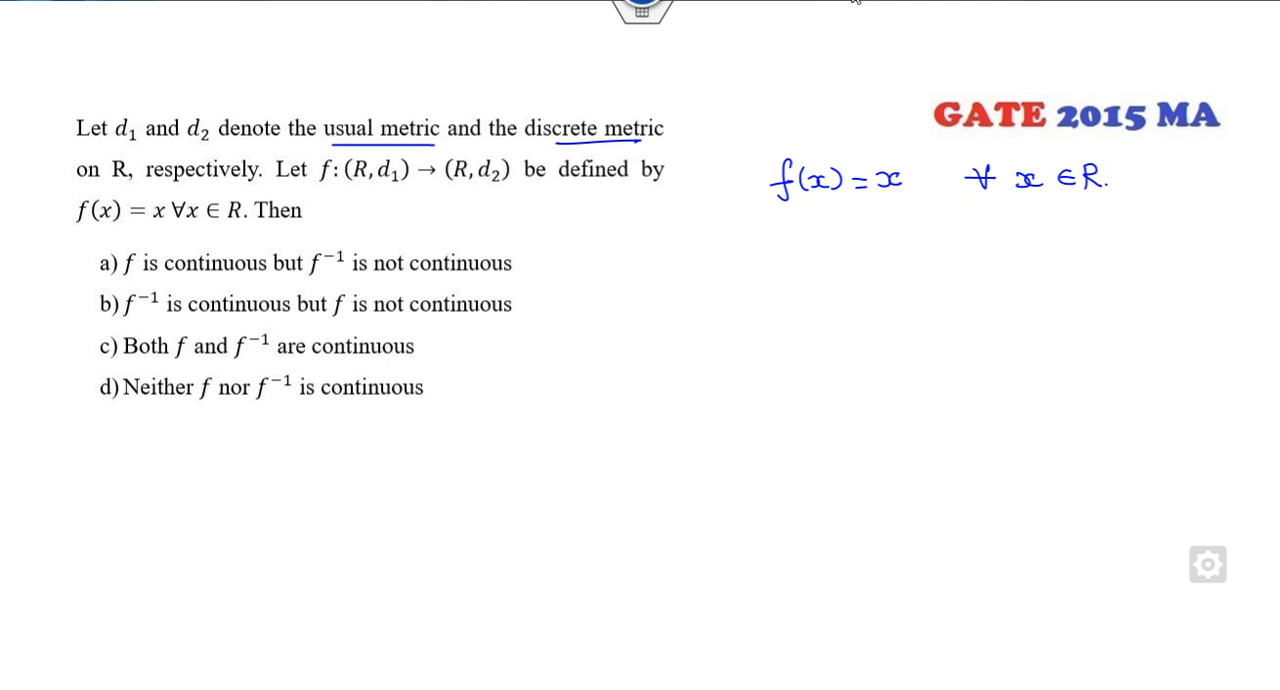 GATE 2015 MA
Let d₁ and d₂ denote the usual metric and the discrete metric
on R, respectively. Let f: (R, d₁) → (R, d₂) be defined by
f(x) = x ∀x ∈ R. Then
f(x) = x ∀ x ∈ R.
a) f is continuous but f⁻¹ is not continuous
b) f⁻¹ is continuous but f is not continuous
c) Both f and f⁻¹ are continuous
d) Neither f nor f⁻¹ is continuous